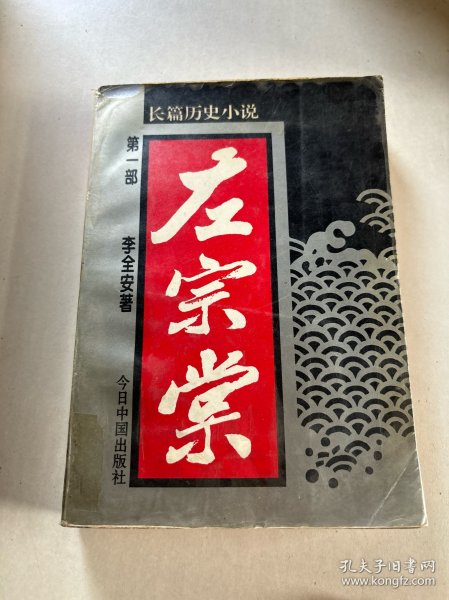 长篇历史小说
第一部
左宗棠
李全安著
今日中国出版社
孔夫子旧书网
www.kongfz.com